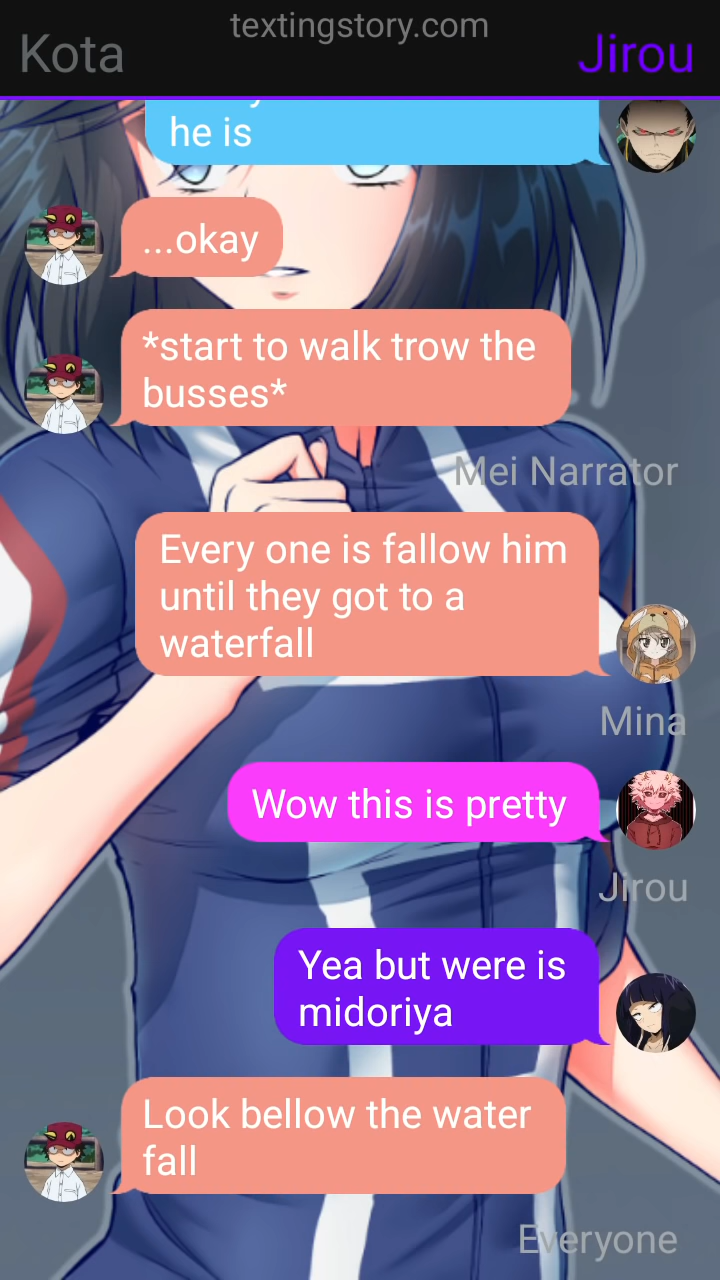 textingstory.com
Kota
Jirou
he is
...okay
*start to walk trow the
busses*
Mei Narrator
Every one is fallow him
until they got to a
waterfall
Mina
Wow this is pretty
Jirou
Yea but were is
midoriya
Look bellow the water
fall
Everyone